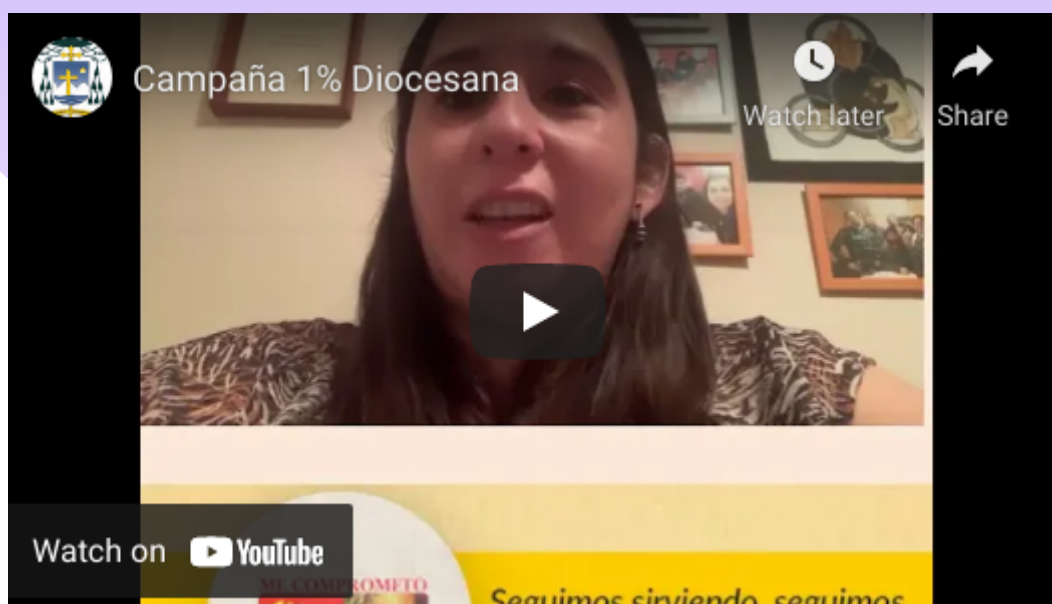 Campaña 1% Diocesana
Watch later
Share
Watch on YouTube
ME COMPROMETO
Seguimos sirviendo, seguimos